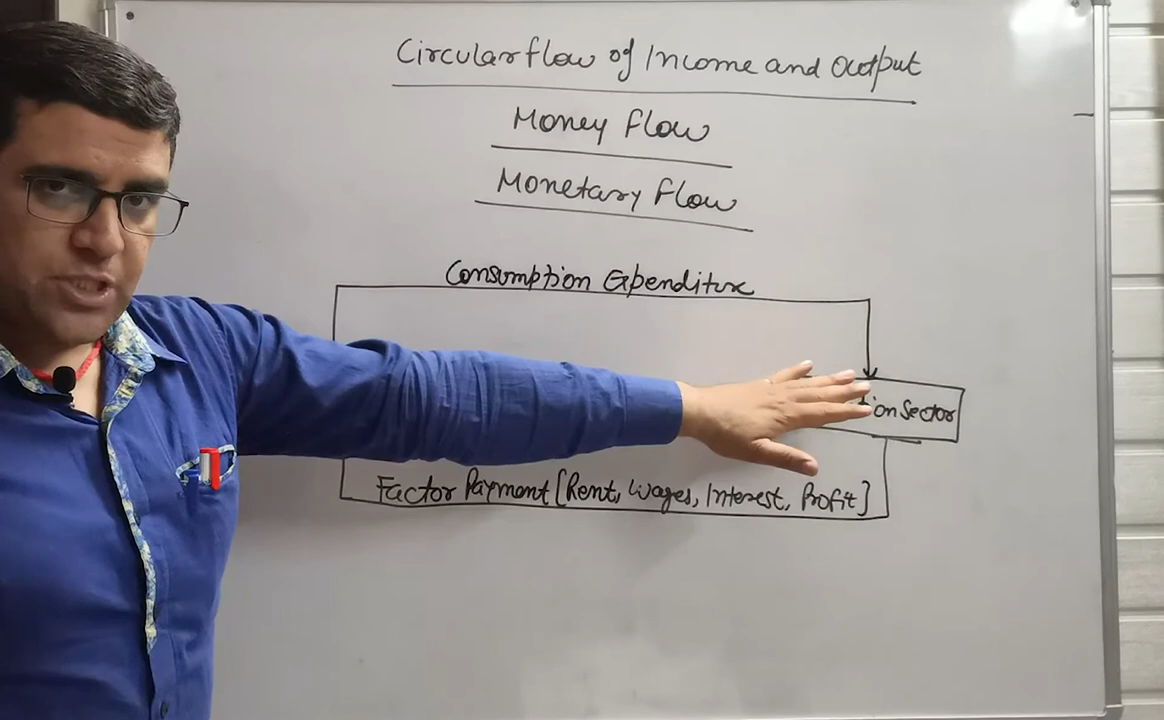 Circular flow of Income and Output
Money Flow
Monetary Flow
Consumption Expenditure
ion Sector
Factor Payment [Rent, Wages, Interest, Profit]